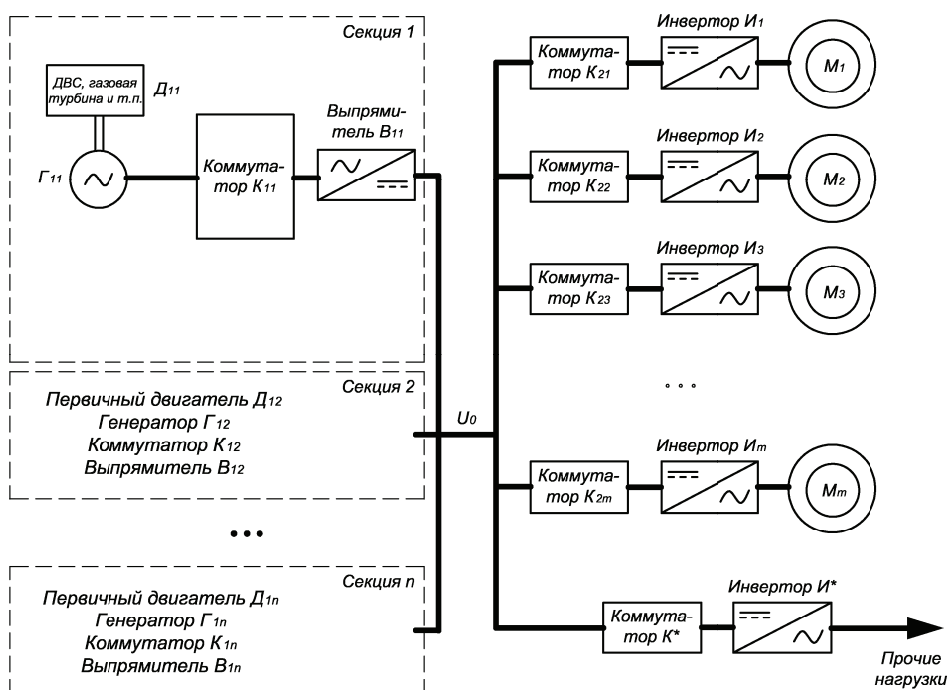 Секция 1
ДВС, газовая
турбина и т.п.
Д11
Г11
Коммута-
тор К11
Выпрями-
тель В11
Секция 2
Первичный двигатель Д12
Генератор Г12
Коммутатор К12
Выпрямитель В12
•••
Секция n
Первичный двигатель Д1n
Генератор Г1n
Коммутатор К1n
Выпрямитель В1n
U0
Коммута-
тор К21
Инвертор И1
М1
Коммута-
тор К22
Инвертор И2
М2
Коммута-
тор К23
Инвертор И3
М3
° ° °
Коммута-
тор К2m
Инвертор Иm
Мm
Коммута-
тор К*
Инвертор И*
Прочие
нагрузки